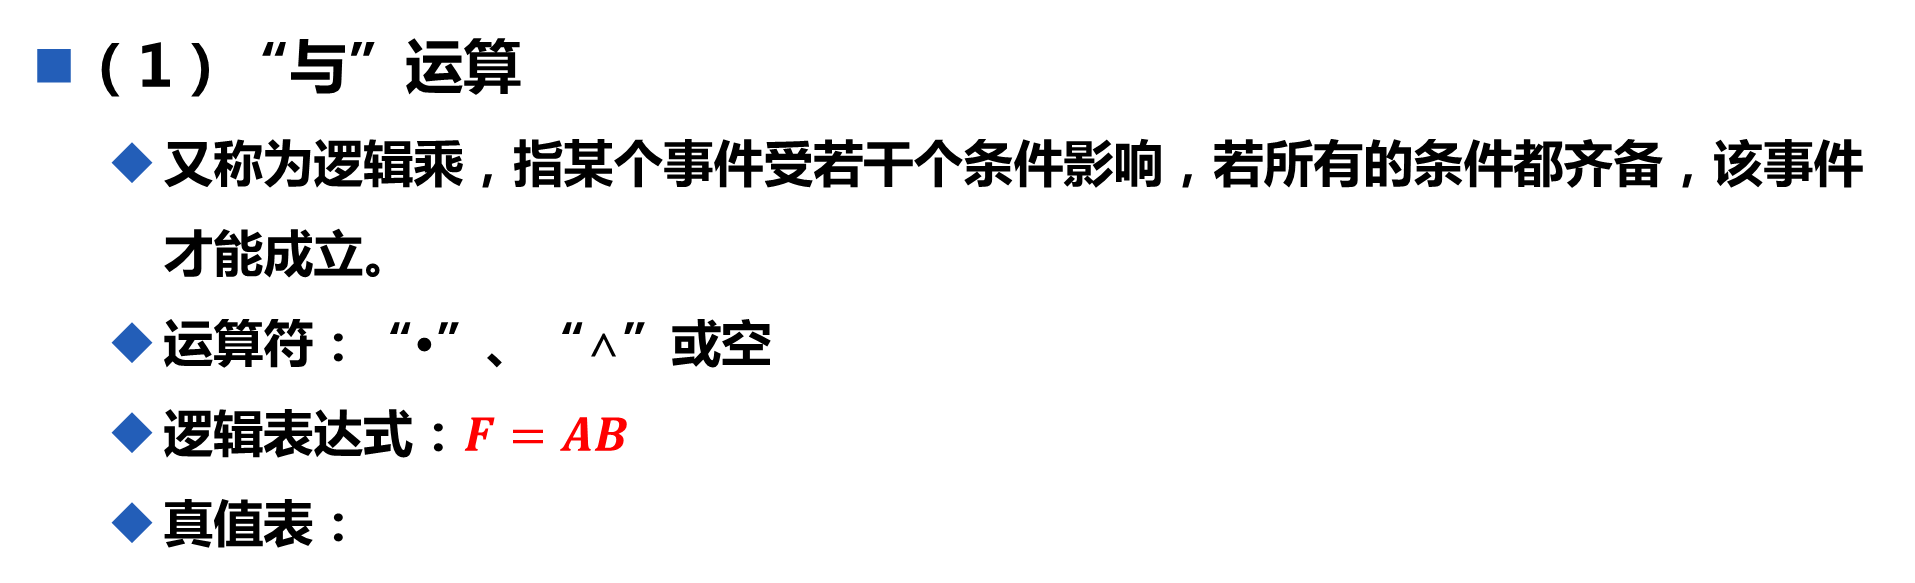 （1）“与”运算
又称为逻辑乘，指某个事件受若干个条件影响，若所有的条件都齐备，该事件
才能成立。
运算符：“•”、“∧”或空
逻辑表达式：F = AB
真值表：